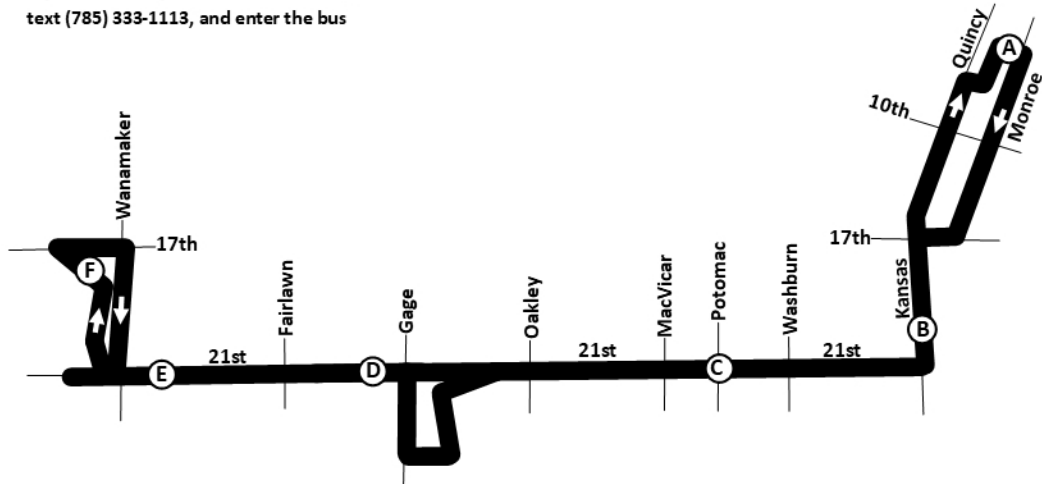 text (785) 333-1113, and enter the bus
Quincy
A
Monroe
10th
Wanamaker
17th
17th
F
Fairlawn
Gage
Oakley
MacVicar
Potomac
Washburn
Kansas
B
21st
21st
21st
E
D
C